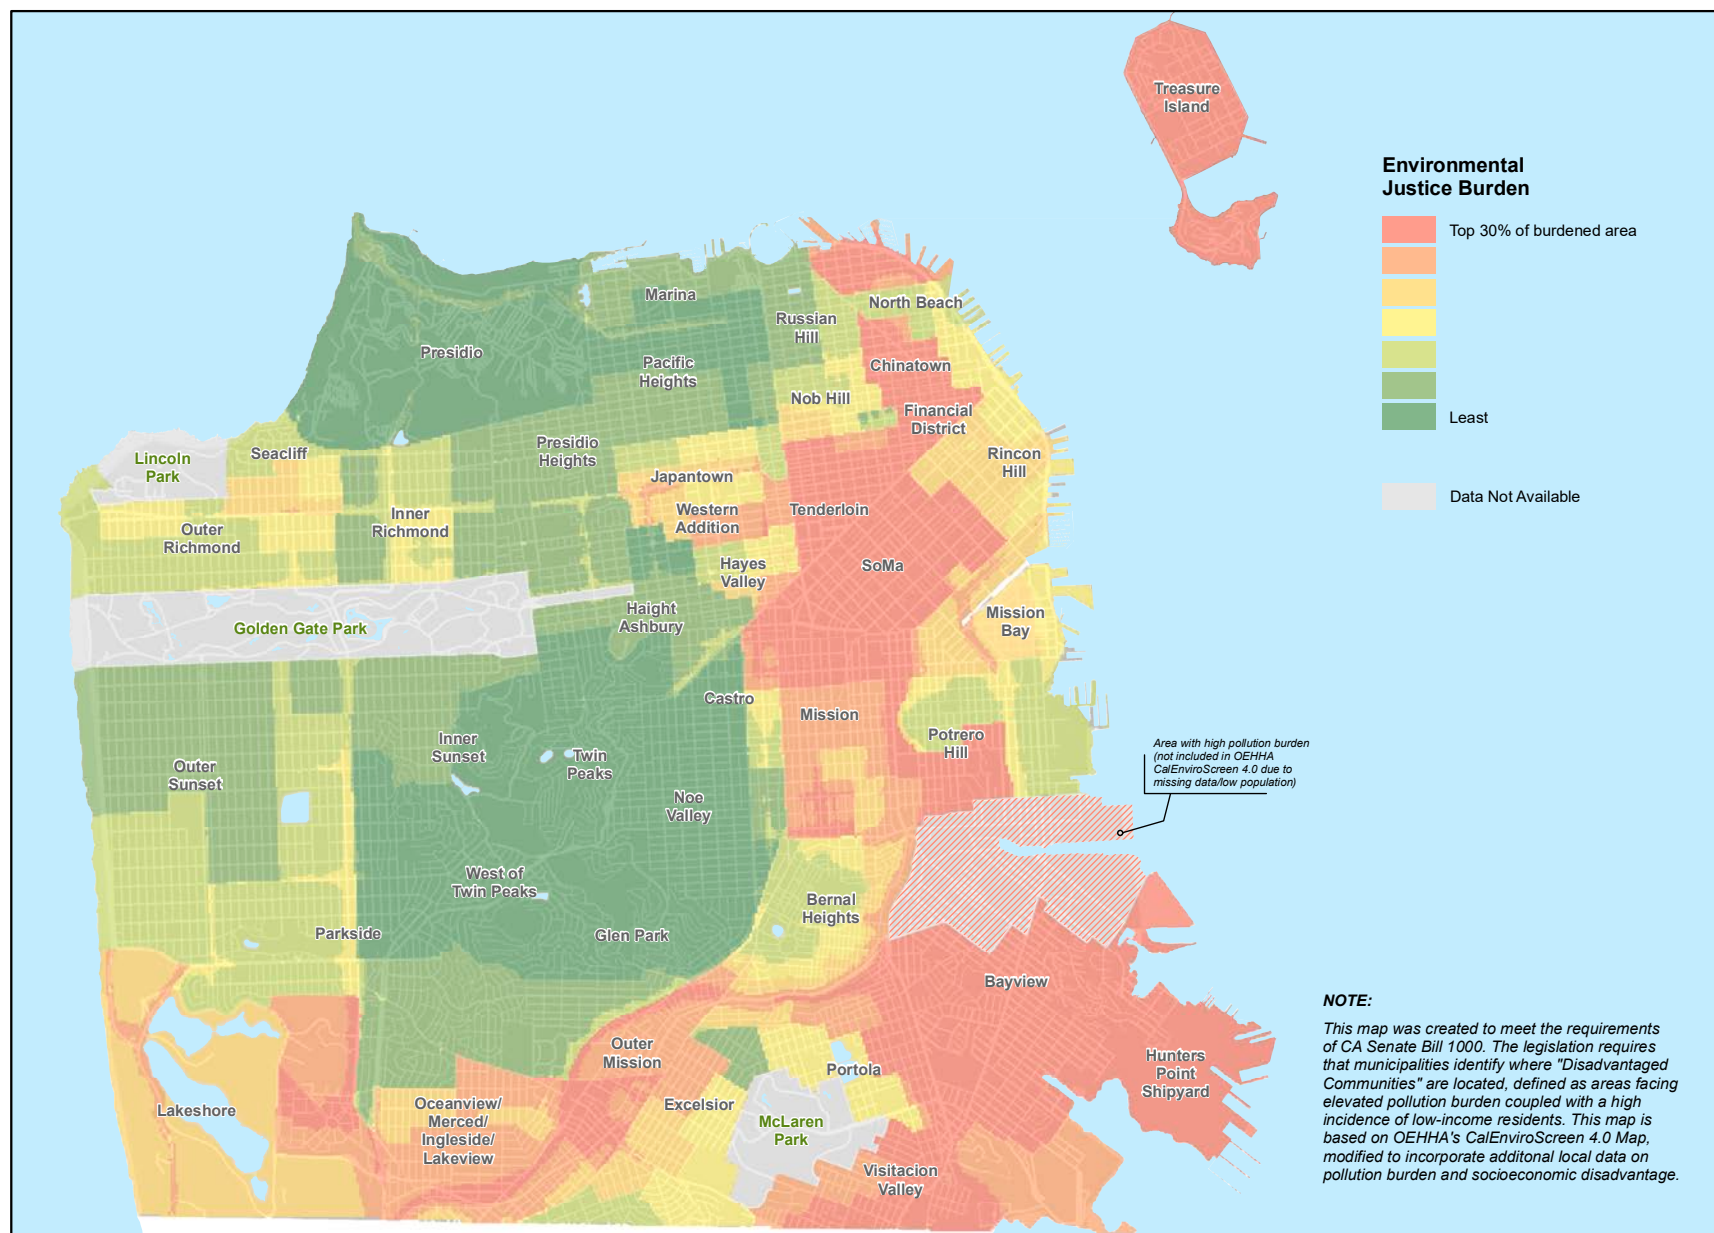 Treasure
Island
Environmental
Justice Burden
Top 30% of burdened area
Least
Data Not Available
Marina
North Beach
Russian
Hill
Presidio
Pacific
Heights
Chinatown
Nob Hill
Financial
District
Seacliff
Presidio
Heights
Lincoln
Park
Rincon
Hill
Japantown
Inner
Richmond
Western
Addition
Tenderloin
Outer
Richmond
Hayes
Valley
SoMa
Haight
Ashbury
Mission
Bay
Golden Gate Park
Castro
Mission
Inner
Sunset
Twin
Peaks
Potrero
Hill
Area with high pollution burden
(not included in OEHHA
CalEnviroScreen 4.0 due to
missing data/low population)
Outer
Sunset
Noe
Valley
West of
Twin Peaks
Bernal
Heights
Parkside
Glen Park
Bayview
Outer
Mission
Portola
Hunters
Point
Shipyard
Lakeshore
Oceanview/
Merced/
Ingleside/
Lakeview
Excelsior
McLaren
Park
Visitacion
Valley
NOTE:
This map was created to meet the requirements
of CA Senate Bill 1000. The legislation requires
that municipalities identify where "Disadvantaged
Communities" are located, defined as areas facing
elevated pollution burden coupled with a high
incidence of low-income residents. This map is
based on OEHHA's CalEnviroScreen 4.0 Map,
modified to incorporate additonal local data on
pollution burden and socioeconomic disadvantage.